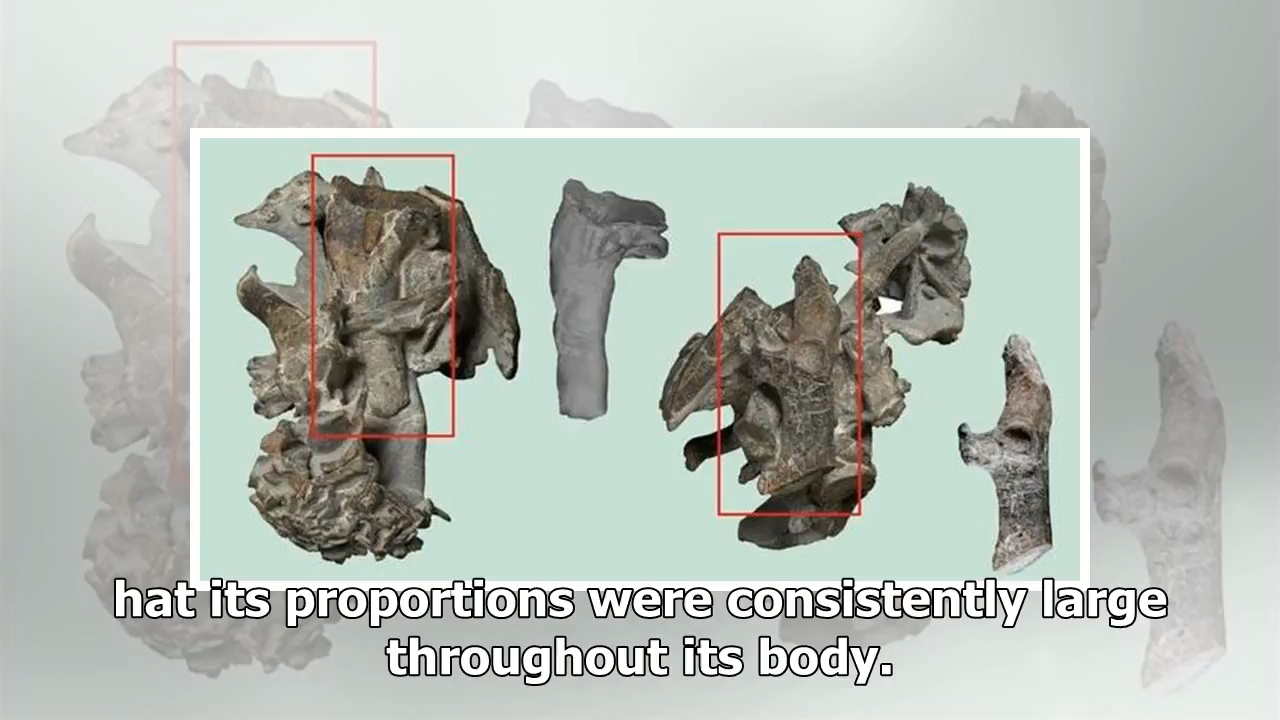 hat its proportions were consistently large
throughout its body.